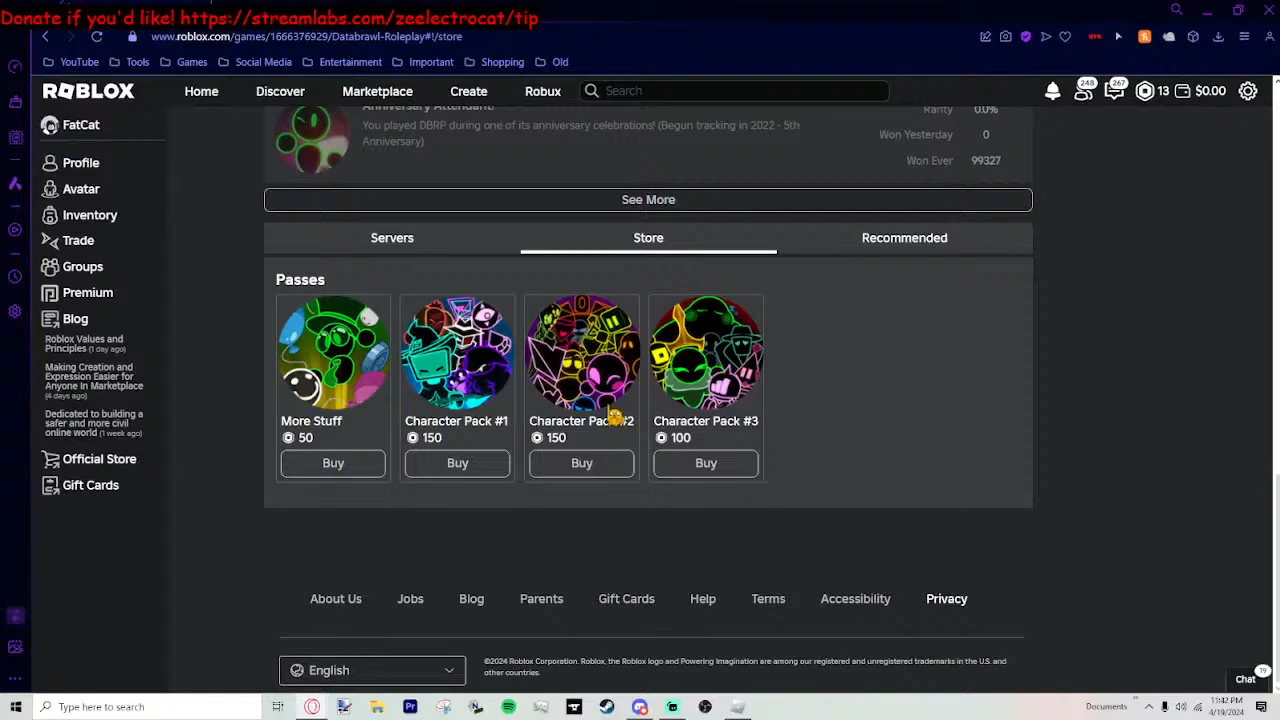 Donate if you'd like! https://streamlabs.com/zeelectrocat/tip
www.roblox.com/games/1666376929/Databrawl-Roleplay#!/store
YouTube Tools Games Social Media Entertainment Important Shopping Old
ROBLOX Home Discover Marketplace Create Robux Search 248 267 13 $0.00
FatCat
Profile
Avatar
Inventory
Trade
Groups
Premium
Blog
Roblox Values and
Principles (1 day ago)
Making Creation and
Expression Easier for
Anyone in Marketplace
(4 days ago)
Dedicated to building a
safer and more civil
online world (1 week ago)
Official Store
Gift Cards
Anniversary Attendant!
You played DBRP during one of its anniversary celebrations! (Begun tracking in 2022 - 5th
Anniversary)
Rarity 0.0%
Won Yesterday 0
Won Ever 99327
See More
Servers Store Recommended
Passes
More Stuff
50
Buy
Character Pack #1
150
Buy
Character Pack #2
150
Buy
Character Pack #3
100
Buy
About Us Jobs Blog Parents Gift Cards Help Terms Accessibility Privacy
English
©2024 Roblox Corporation. Roblox, the Roblox logo and Powering Imagination are among our registered and unregistered trademarks in the U.S. and
other countries.
Chat 79
Type here to search
Pr
Documents
11:42 PM
4/19/2024